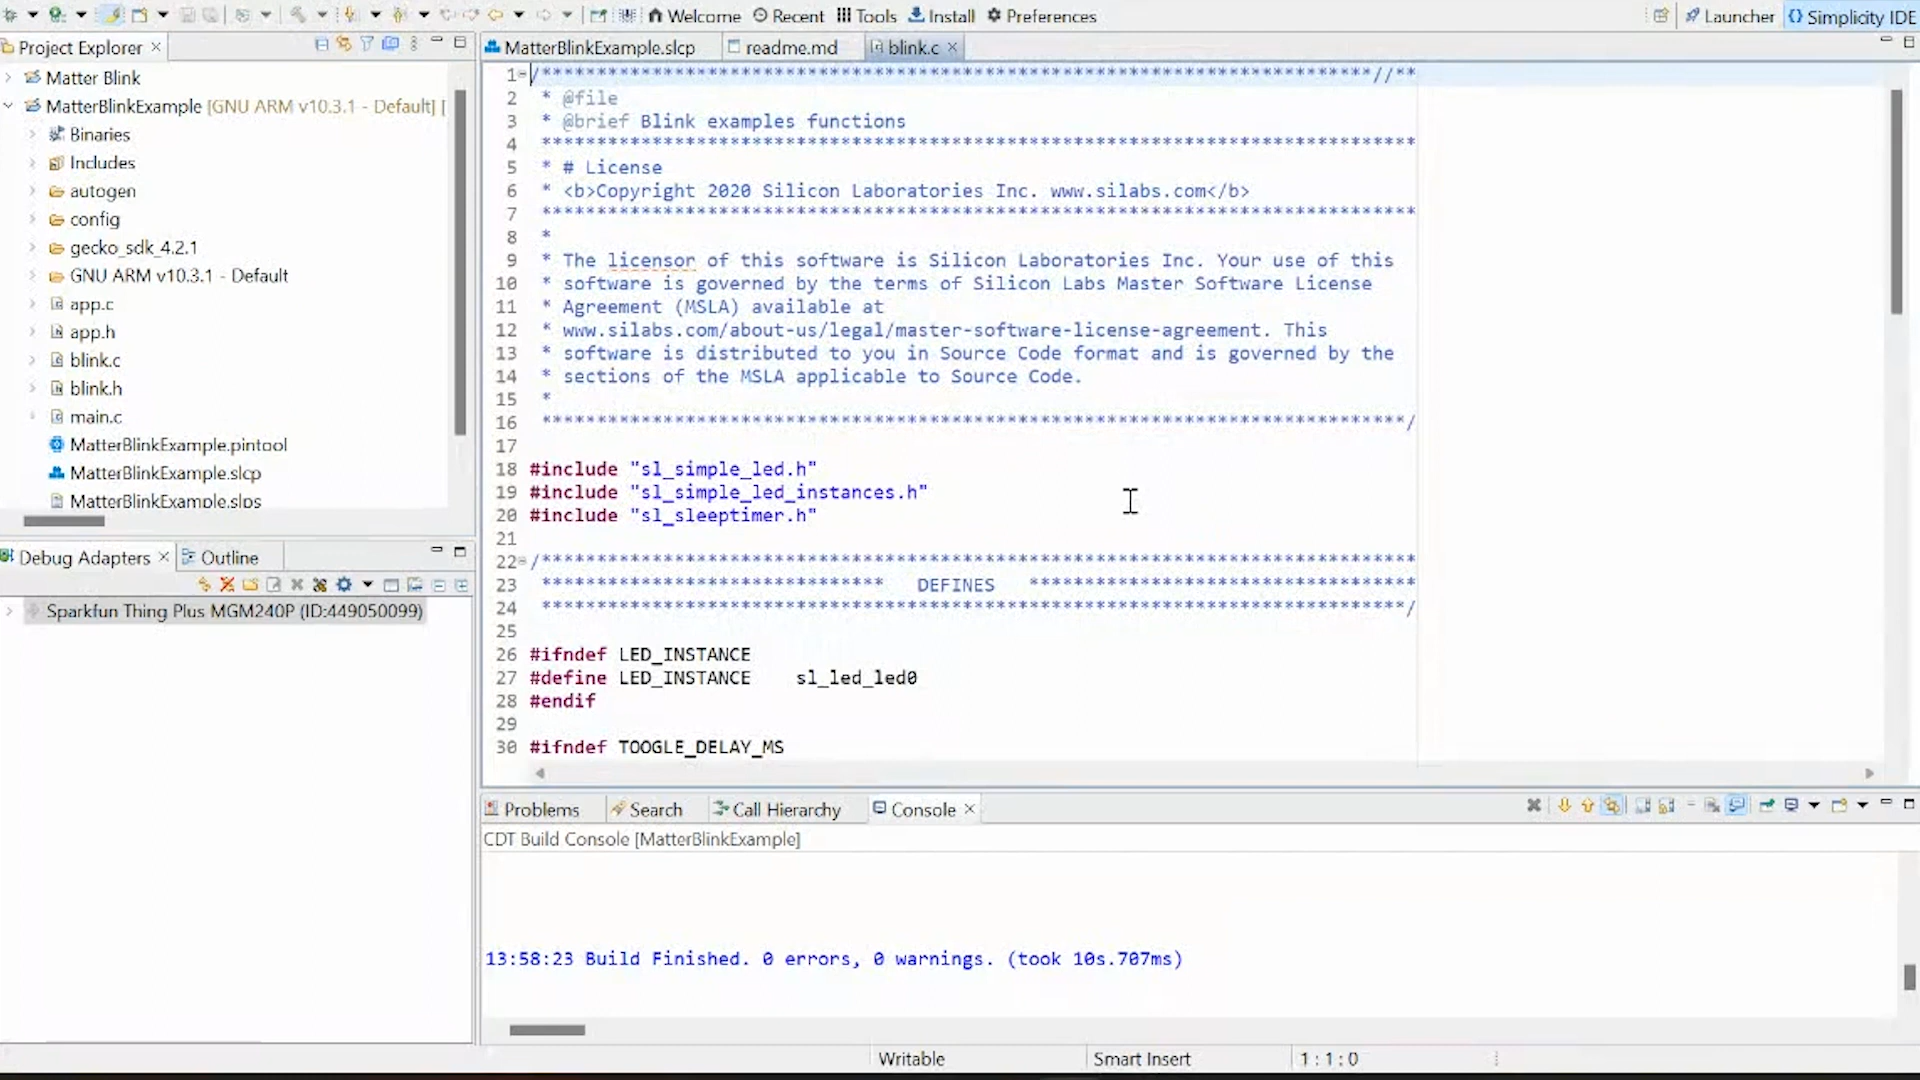 Welcome Recent Tools Install Preferences Launcher Simplicity IDE
Project Explorer
Matter Blink
MatterBlinkExample [GNU ARM v10.3.1 - Default] [
Binaries
Includes
autogen
config
gecko_sdk_4.2.1
GNU ARM v10.3.1 - Default
app.c
app.h
blink.c
blink.h
main.c
MatterBlinkExample.pintool
MatterBlinkExample.slcp
MatterBlinkExample.slps
Debug Adapters Outline
Sparkfun Thing Plus MGM240P (ID:449050099)
MatterBlinkExample.slcp readme.md blink.c
1 /***************************************************************************//**
2 * @file
3 * @brief Blink examples functions
4 *******************************************************************************
5 * # License
6 * <b>Copyright 2020 Silicon Laboratories Inc. www.silabs.com</b>
7 *******************************************************************************
8 *
9 * The licensor of this software is Silicon Laboratories Inc. Your use of this
10 * software is governed by the terms of Silicon Labs Master Software License
11 * Agreement (MSLA) available at
12 * www.silabs.com/about-us/legal/master-software-license-agreement. This
13 * software is distributed to you in Source Code format and is governed by the
14 * sections of the MSLA applicable to Source Code.
15 *
16 ******************************************************************************/
17
18 #include "sl_simple_led.h"
19 #include "sl_simple_led_instances.h"
20 #include "sl_sleeptimer.h"
21
22 /*******************************************************************************
23 ******************************* DEFINES ***********************************
24 ******************************************************************************/
25
26 #ifndef LED_INSTANCE
27 #define LED_INSTANCE sl_led_led0
28 #endif
29
30 #ifndef TOOGLE_DELAY_MS
Problems Search Call Hierarchy Console
CDT Build Console [MatterBlinkExample]
13:58:23 Build Finished. 0 errors, 0 warnings. (took 10s.707ms)
Writable Smart Insert 1 : 1 : 0